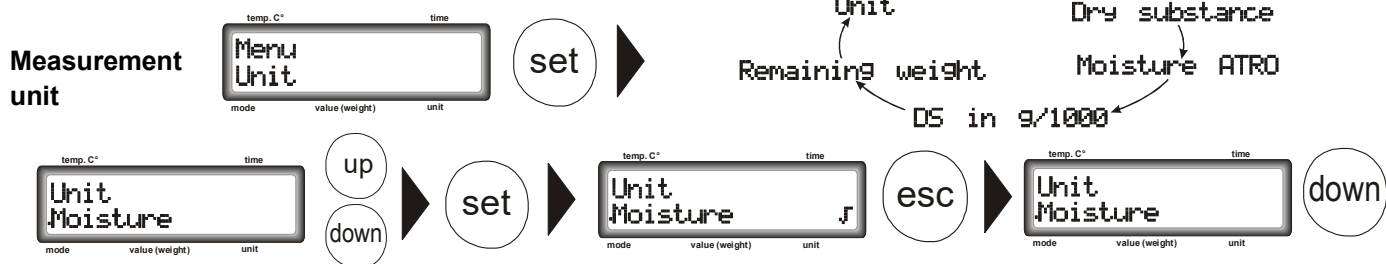 Measurement
unit
temp. C° time
Menu
Unit
mode value (weight) unit
set
Unit
Dry substance
Remaining weight
Moisture ATRO
DS in g/1000
temp. C° time
Unit
.Moisture
mode value (weight) unit
up
down
set
temp. C° time
Unit
.Moisture
mode value (weight) unit
esc
temp. C° time
Unit
.Moisture
mode value (weight) unit
down